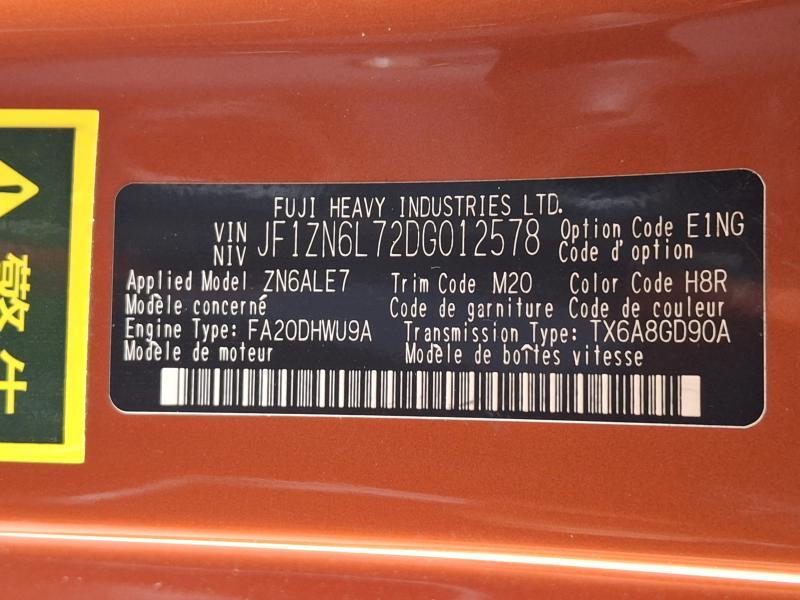 FUJI HEAVY INDUSTRIES LTD.
VIN JF1ZN6L72DG012578 Option Code E1NG
NIV Code d'option
Applied Model ZN6ALE7 Trim Code M20 Color Code H8R
Modèle concerné Code de garniture Code de couleur
Engine Type: FA20DHWU9A Transmission Type: TX6A8GD90A
Modèle de moteur Modèle de boîtes vitesse